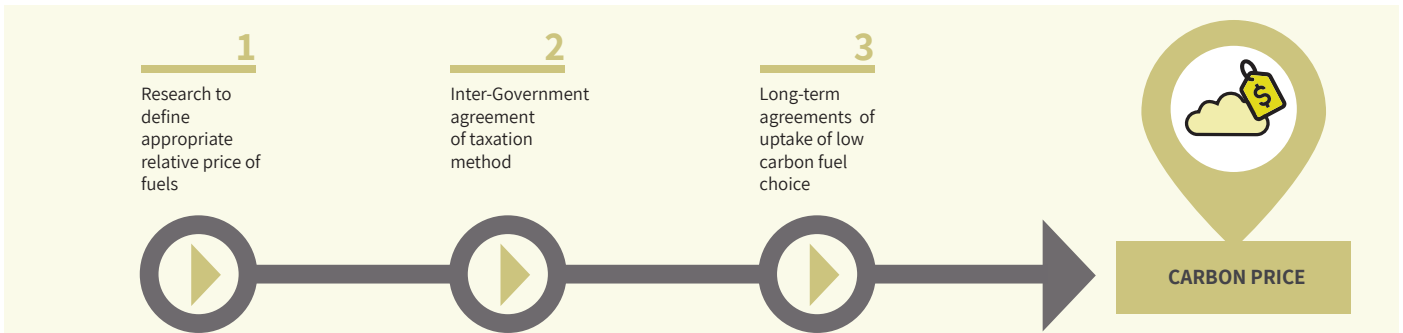 1
Research to
define
appropriate
relative price of
fuels
2
Inter-Government
agreement
of taxation
method
3
Long-term
agreements  of
uptake of low
carbon fuel
choice
$
CARBON PRICE